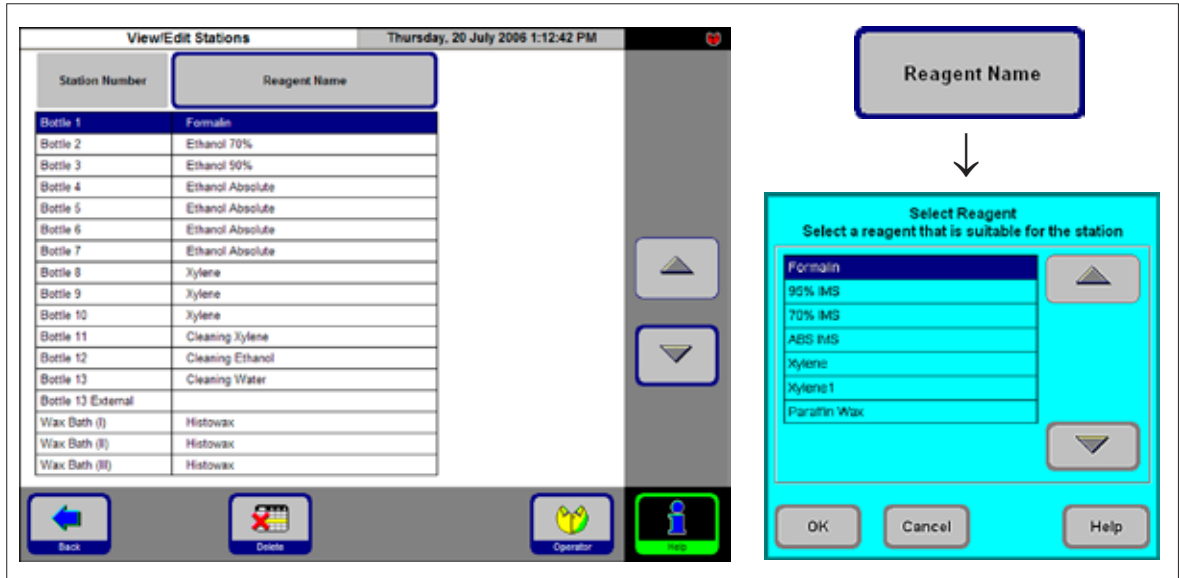 View/Edit Stations Thursday, 20 July 2006 1:12:42 PM
Station Number Reagent Name
Bottle 1 Formalin
Bottle 2 Ethanol 70%
Bottle 3 Ethanol 90%
Bottle 4 Ethanol Absolute
Bottle 5 Ethanol Absolute
Bottle 6 Ethanol Absolute
Bottle 7 Ethanol Absolute
Bottle 8 Xylene
Bottle 9 Xylene
Bottle 10 Xylene
Bottle 11 Cleaning Xylene
Bottle 12 Cleaning Ethanol
Bottle 13 Cleaning Water
Bottle 13 External
Wax Bath (I) Histowax
Wax Bath (II) Histowax
Wax Bath (III) Histowax
Back Delete Operator Help
Reagent Name
Select Reagent
Select a reagent that is suitable for the station
Formalin
95% IMS
70% IMS
ABS IMS
Xylene
Xylene1
Paraffin Wax
OK Cancel Help